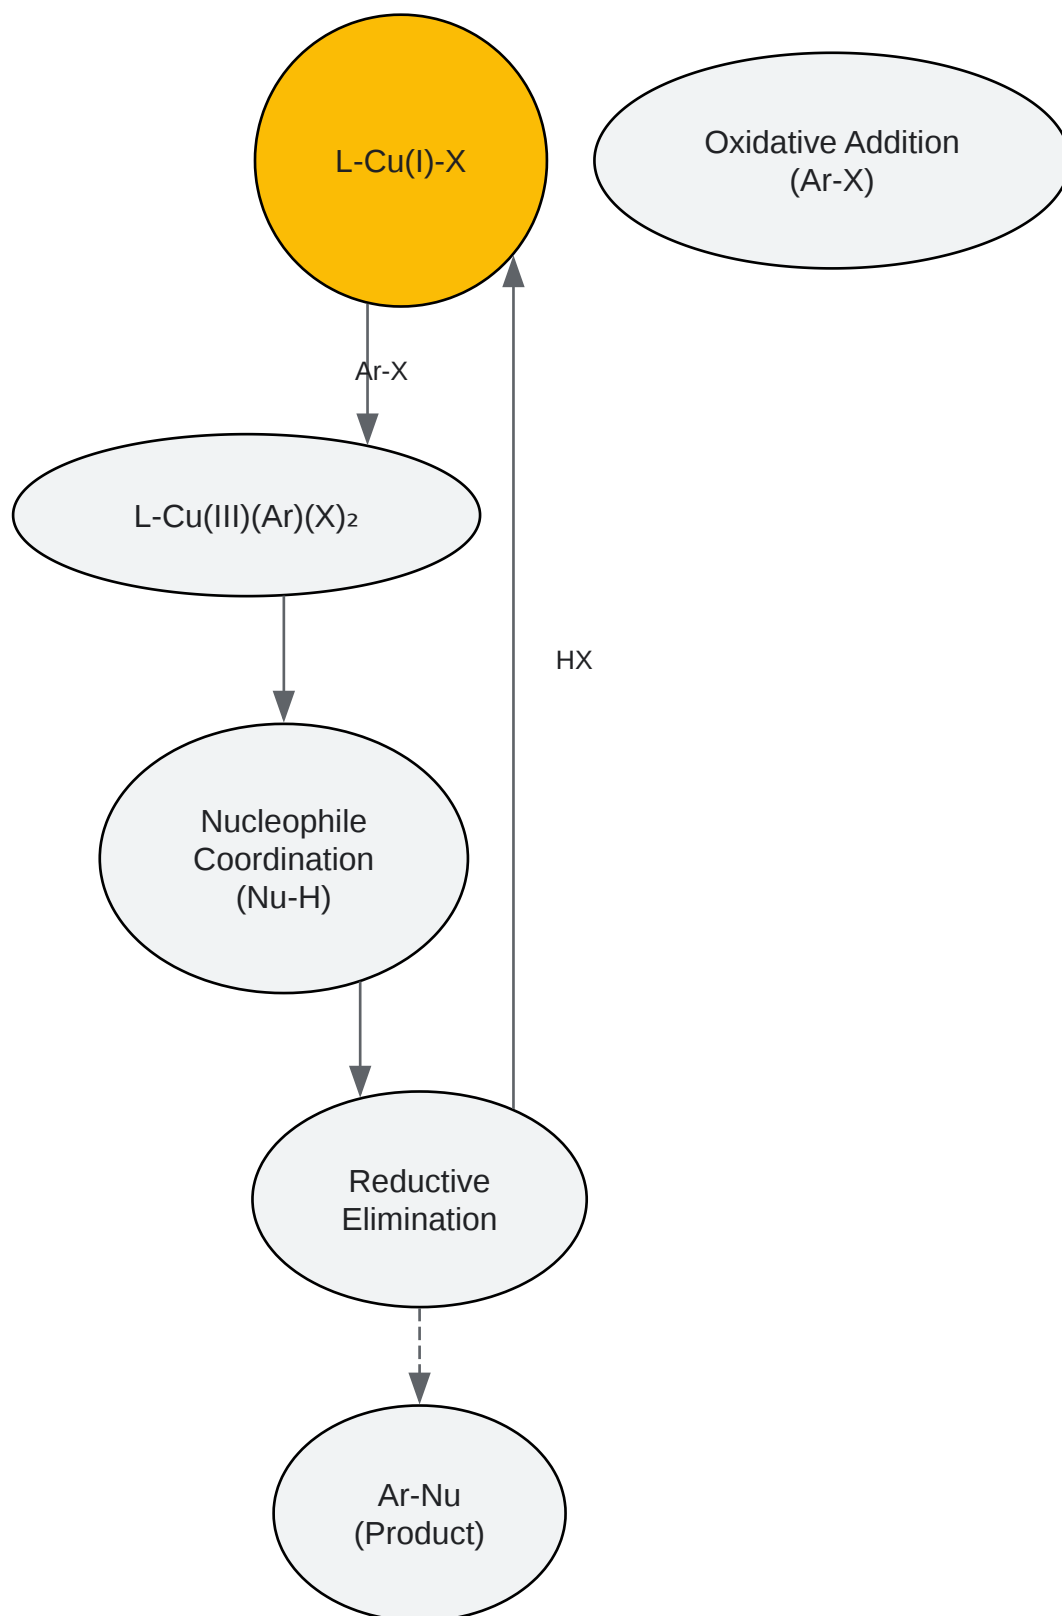 L-Cu(I)-X
Oxidative Addition
(Ar-X)
Ar-X
L-Cu(III)(Ar)(X)₂
HX
Nucleophile
Coordination
(Nu-H)
Reductive
Elimination
Ar-Nu
(Product)